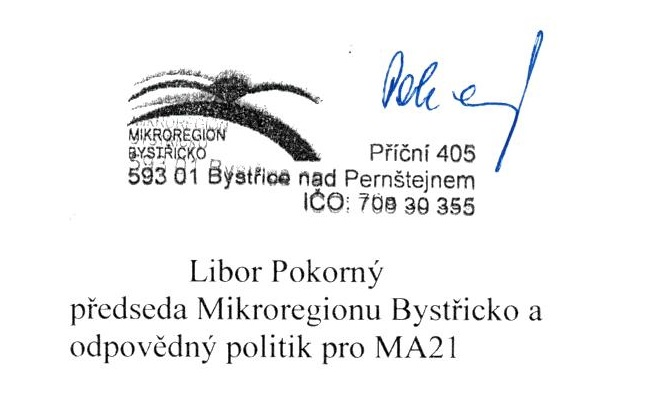 MIKROREGION
BYSTŘICKO
Příční 405
593 01 Bystřice nad Pernštejnem
IČO: 708 30 355
Libor Pokorný
předseda Mikroregionu Bystřicko a
odpovědný politik pro MA21